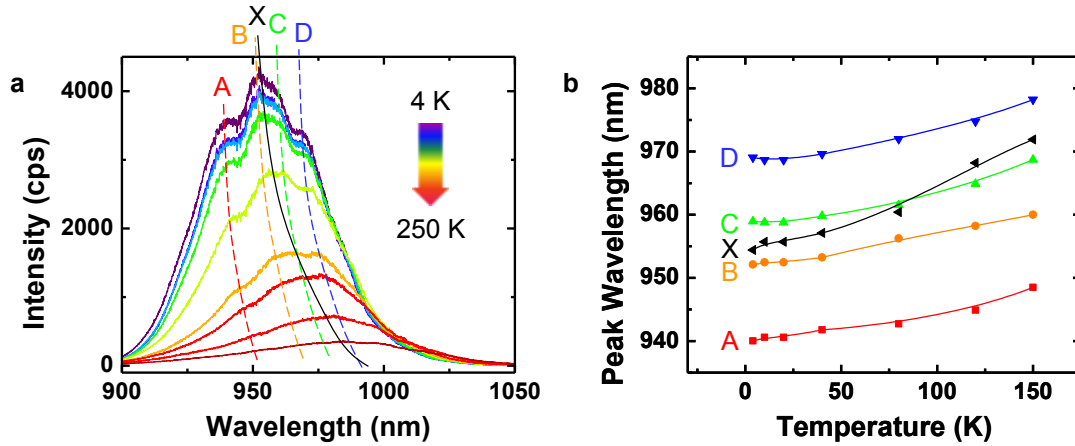 a
X
B
C
D
A
4 K
250 K
4000
2000
0
900
950
1000
1050
Intensity (cps)
Wavelength (nm)
b
980
970
960
950
940
0
50
100
150
Peak Wavelength (nm)
Temperature (K)
D
C
X
B
A